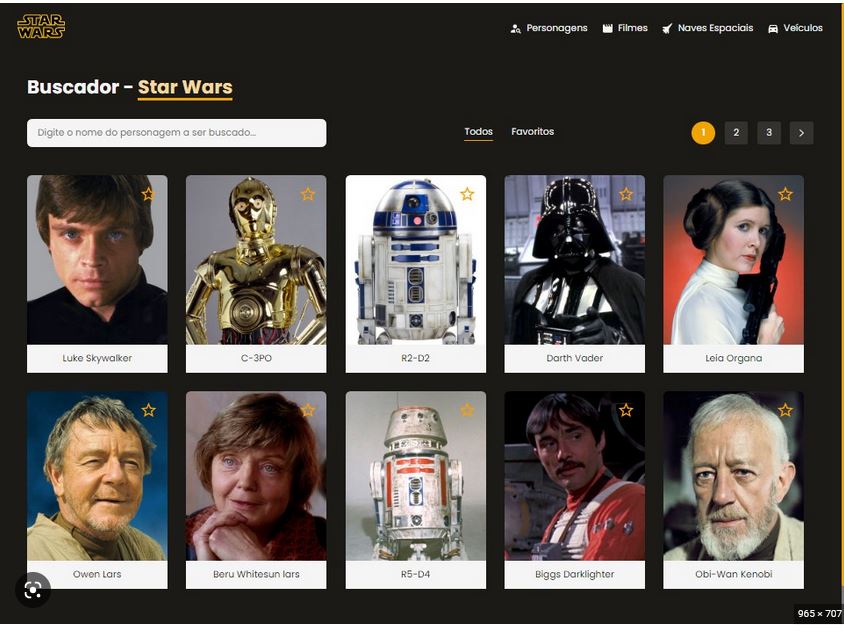 STAR
WARS
Personagens Filmes Naves Espaciais Veículos
Buscador - Star Wars
Digite o nome do personagem a ser buscado...
Todos Favoritos
1 2 3
Luke Skywalker C-3PO R2-D2 Darth Vader Leia Organa
Owen Lars Beru Whitesun lars R5-D4 Biggs Darklighter Obi-Wan Kenobi
965 × 707